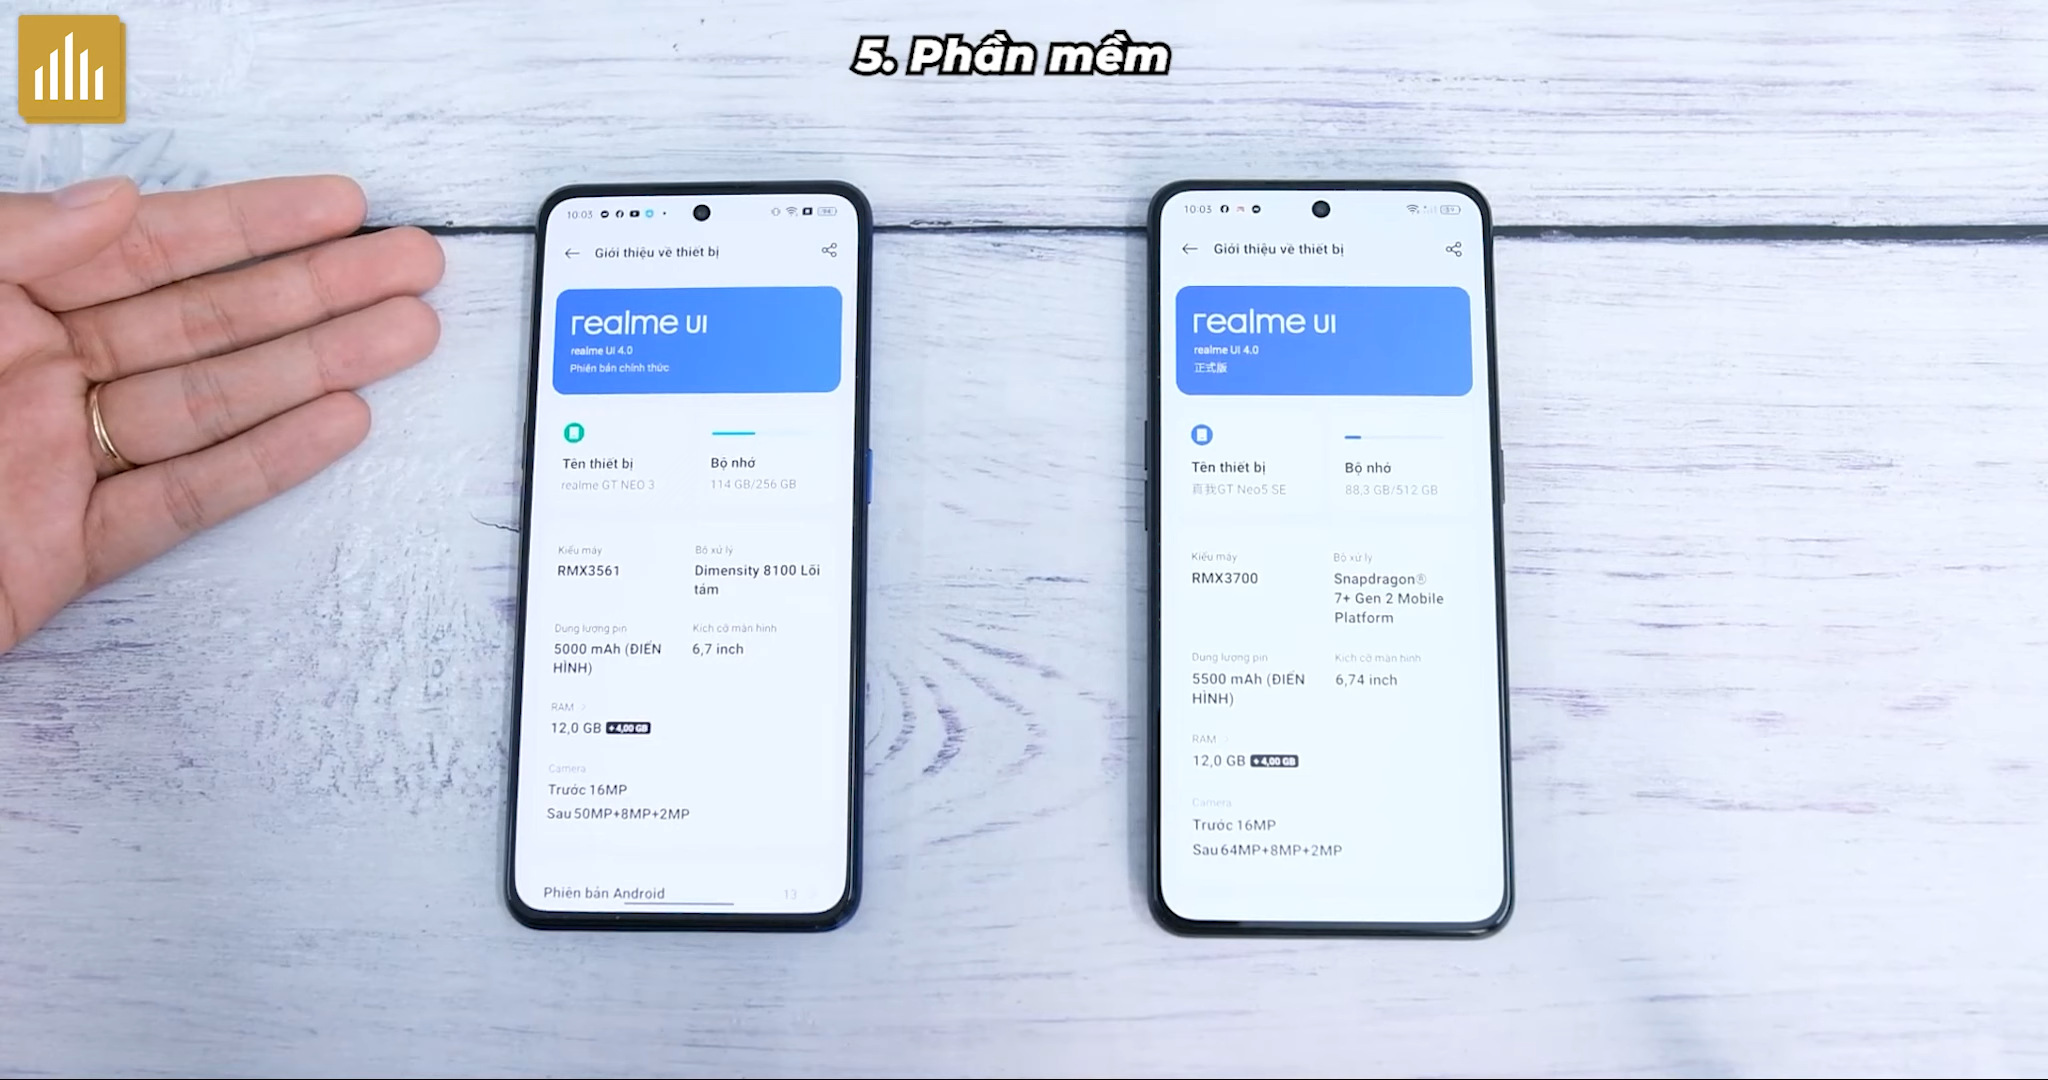 5. Phần mềm
10:03
Giới thiệu về thiết bị
realme UI
realme UI 4.0
Phiên bản chính thức
Tên thiết bị
realme GT NEO 3
Bộ nhớ
114 GB/256 GB
Kiểu máy
RMX3561
Bộ xử lý
Dimensity 8100 Lõi
tám
Dung lượng pin
5000 mAh (ĐIỂN
HÌNH)
Kích cỡ màn hình
6,7 inch
RAM
12,0 GB +4,00 GB
Camera
Trước 16MP
Sau 50MP+8MP+2MP
Phiên bản Android 13
10:03
Giới thiệu về thiết bị
realme UI
realme UI 4.0
正式版
Tên thiết bị
真我GT Neo5 SE
Bộ nhớ
88,3 GB/512 GB
Kiểu máy
RMX3700
Bộ xử lý
Snapdragon®
7+ Gen 2 Mobile
Platform
Dung lượng pin
5500 mAh (ĐIỂN
HÌNH)
Kích cỡ màn hình
6,74 inch
RAM
12,0 GB +4,00 GB
Camera
Trước 16MP
Sau 64MP+8MP+2MP